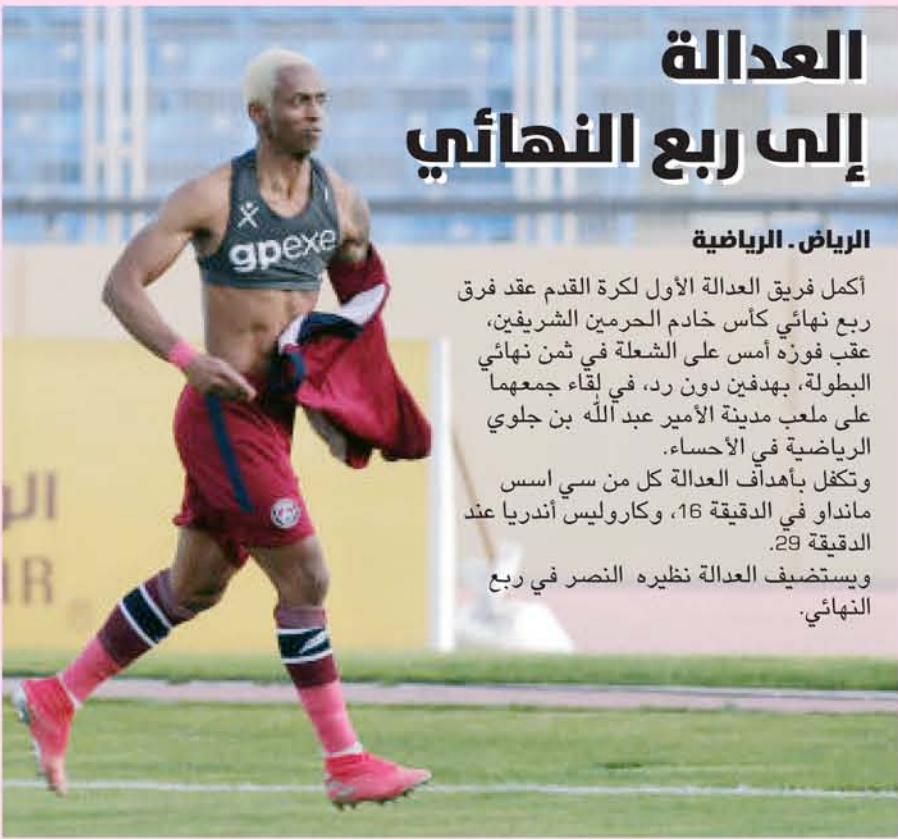 العدالة
إلى ربع النهائي
الرياض. الرياضية
أكمل فريق العدالة الأول لكرة القدم عقد فرق
ربع نهائي كأس خادم الحرمين الشريفين،
عقب فوزه أمس على الشعلة في ثمن نهائي
البطولة، بهدفين دون رد، في لقاء جمعهما
على ملعب مدينة الأمير عبد الله بن جلوي
الرياضية في الأحساء.
وتكفل بأهداف العدالة كل من سي اسس
مانداو في الدقيقة 16، وكاروليس أندريا عند
الدقيقة 29.
ويستضيف العدالة نظيره النصر في ربع
النهائي.
gpexe